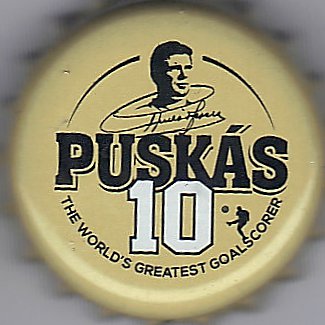 PUSKÁS
10
THE WORLD'S GREATEST GOALSCORER